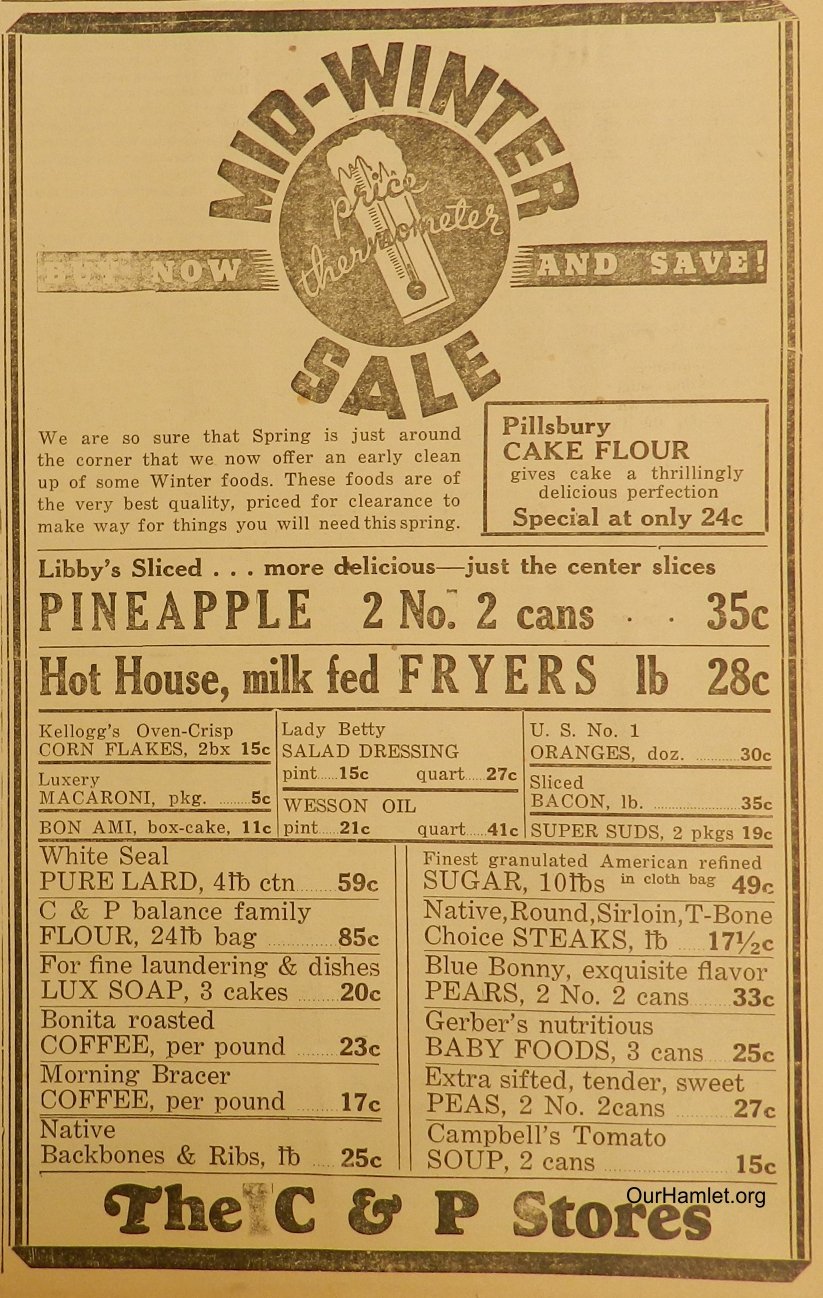 MID-WINTER
price
thermometer
BUY NOW
AND SAVE!
SALE
We are so sure that Spring is just around
the corner that we now offer an early clean
up of some Winter foods. These foods are of
the very best quality, priced for clearance to
make way for things you will need this spring.
Pillsbury
CAKE FLOUR
gives cake a thrillingly
delicious perfection
Special at only 24c
Libby's Sliced . . . more delicious—just the center slices
PINEAPPLE 2 No. 2 cans . . 35c
Hot House, milk fed FRYERS lb 28c
Kellogg's Oven-Crisp
CORN FLAKES, 2bx 15c
Luxery
MACARONI, pkg. ........ 5c
BON AMI, box-cake, 11c
Lady Betty
SALAD DRESSING
pint.....15c quart.....27c
WESSON OIL
pint.....21c quart.....41c
U. S. No. 1
ORANGES, doz. ..........30c
Sliced
BACON, lb. ....................35c
SUPER SUDS, 2 pkgs 19c
White Seal
PURE LARD, 4lb ctn ........ 59c
C & P balance family
FLOUR, 24lb bag .............. 85c
For fine laundering & dishes
LUX SOAP, 3 cakes ........ 20c
Bonita roasted
COFFEE, per pound ........ 23c
Morning Bracer
COFFEE, per pound ......... 17c
Native
Backbones & Ribs, lb ..... 25c
Finest granulated American refined
SUGAR, 10lbs in cloth bag 49c
Native, Round, Sirloin, T-Bone
Choice STEAKS, lb ..... 17½c
Blue Bonny, exquisite flavor
PEARS, 2 No. 2 cans ...... 33c
Gerber's nutritious
BABY FOODS, 3 cans .... 25c
Extra sifted, tender, sweet
PEAS, 2 No. 2cans .......... 27c
Campbell's Tomato
SOUP, 2 cans ...................... 15c
OurHamlet.org
The C & P Stores